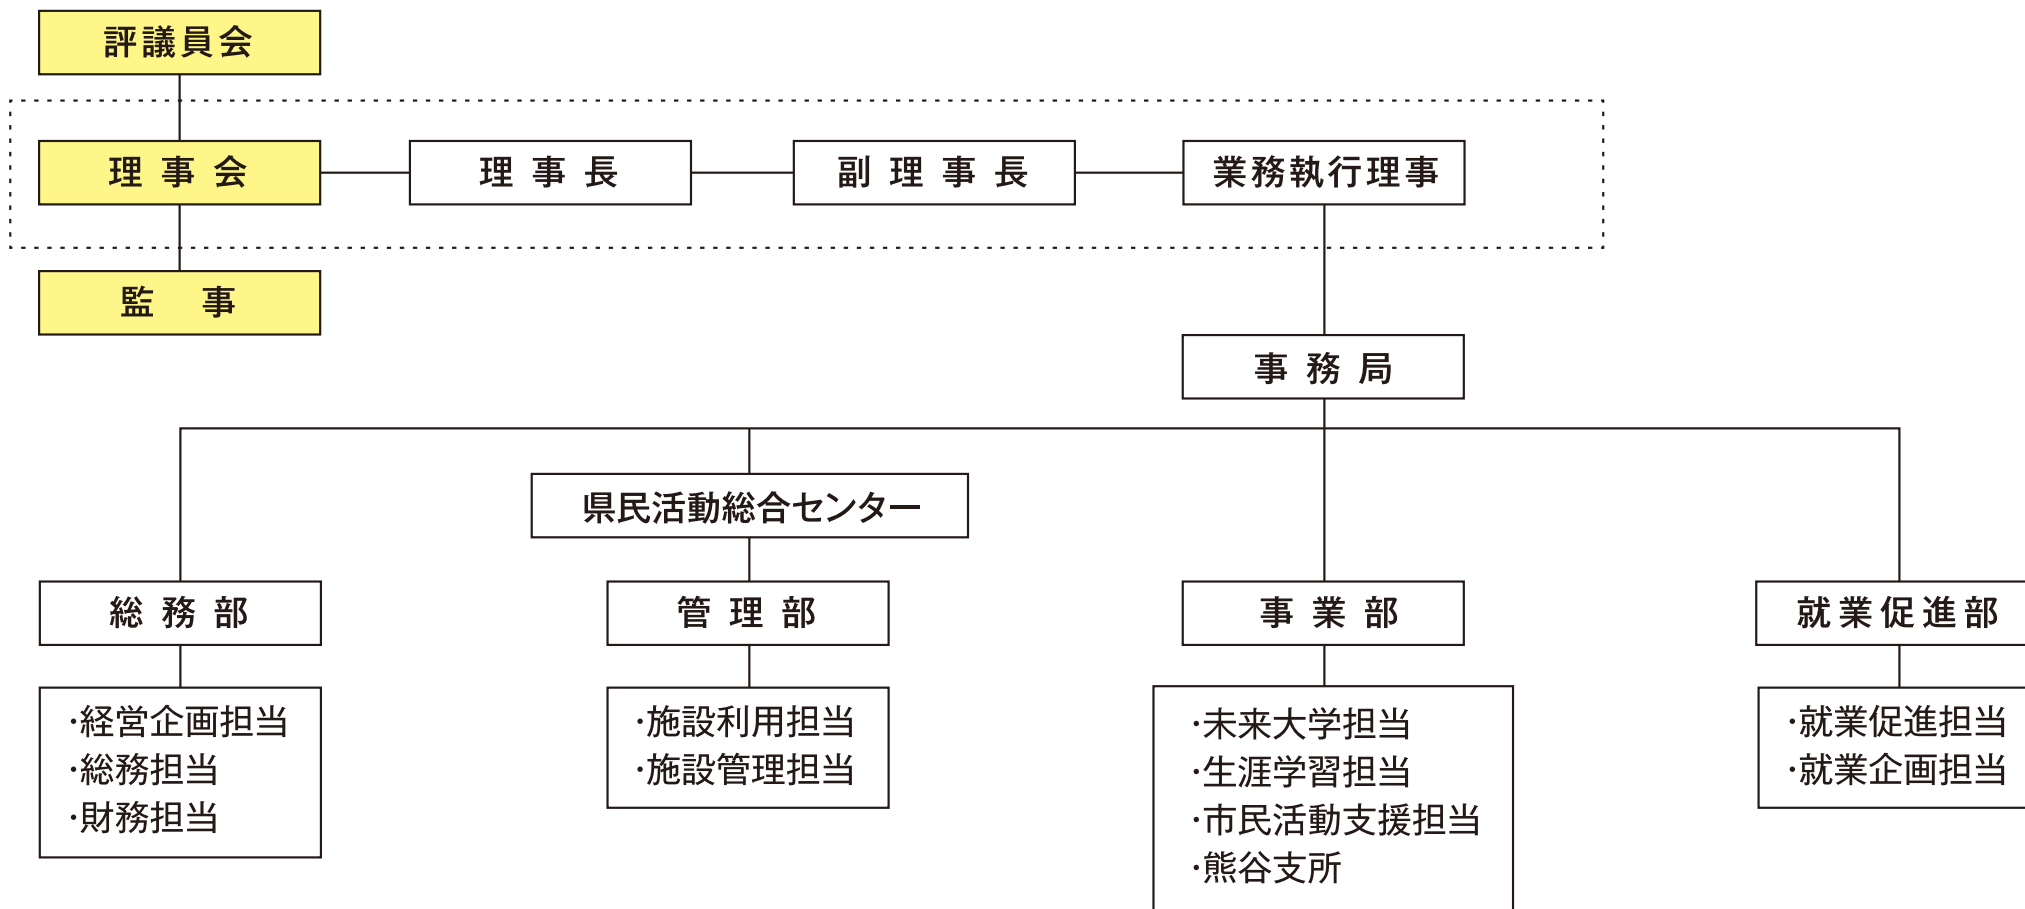 評議員会
理事会
理事長
副理事長
業務執行理事
監事
事務局
県民活動総合センター
総務部
管理部
事業部
就業促進部
･経営企画担当
･総務担当
･財務担当
･施設利用担当
･施設管理担当
･未来大学担当
･生涯学習担当
･市民活動支援担当
･熊谷支所
･就業促進担当
･就業企画担当